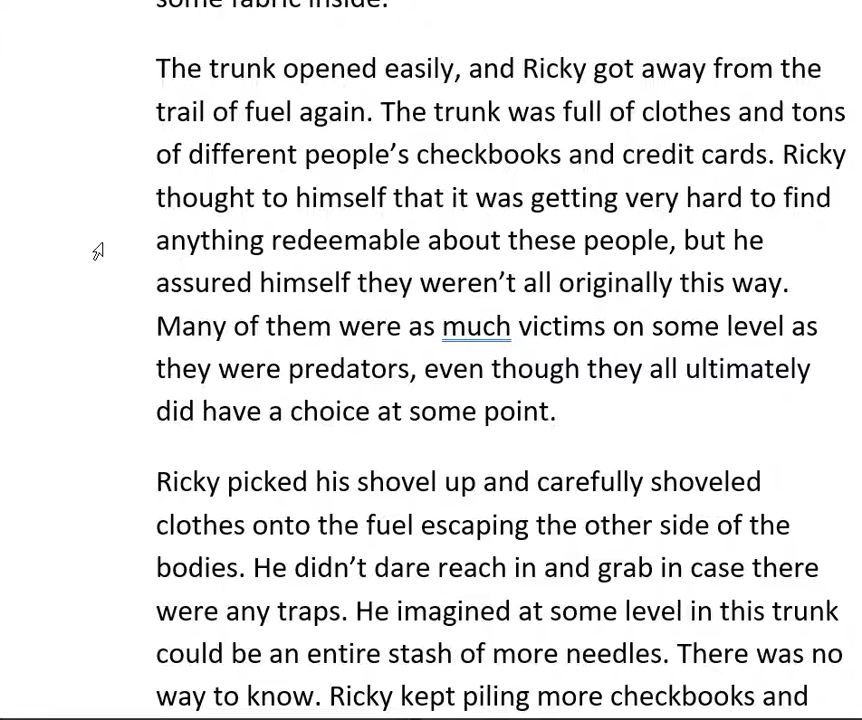 some fabric inside.
The trunk opened easily, and Ricky got away from the
trail of fuel again. The trunk was full of clothes and tons
of different people’s checkbooks and credit cards. Ricky
thought to himself that it was getting very hard to find
anything redeemable about these people, but he
assured himself they weren’t all originally this way.
Many of them were as much victims on some level as
they were predators, even though they all ultimately
did have a choice at some point.
Ricky picked his shovel up and carefully shoveled
clothes onto the fuel escaping the other side of the
bodies. He didn’t dare reach in and grab in case there
were any traps. He imagined at some level in this trunk
could be an entire stash of more needles. There was no
way to know. Ricky kept piling more checkbooks and